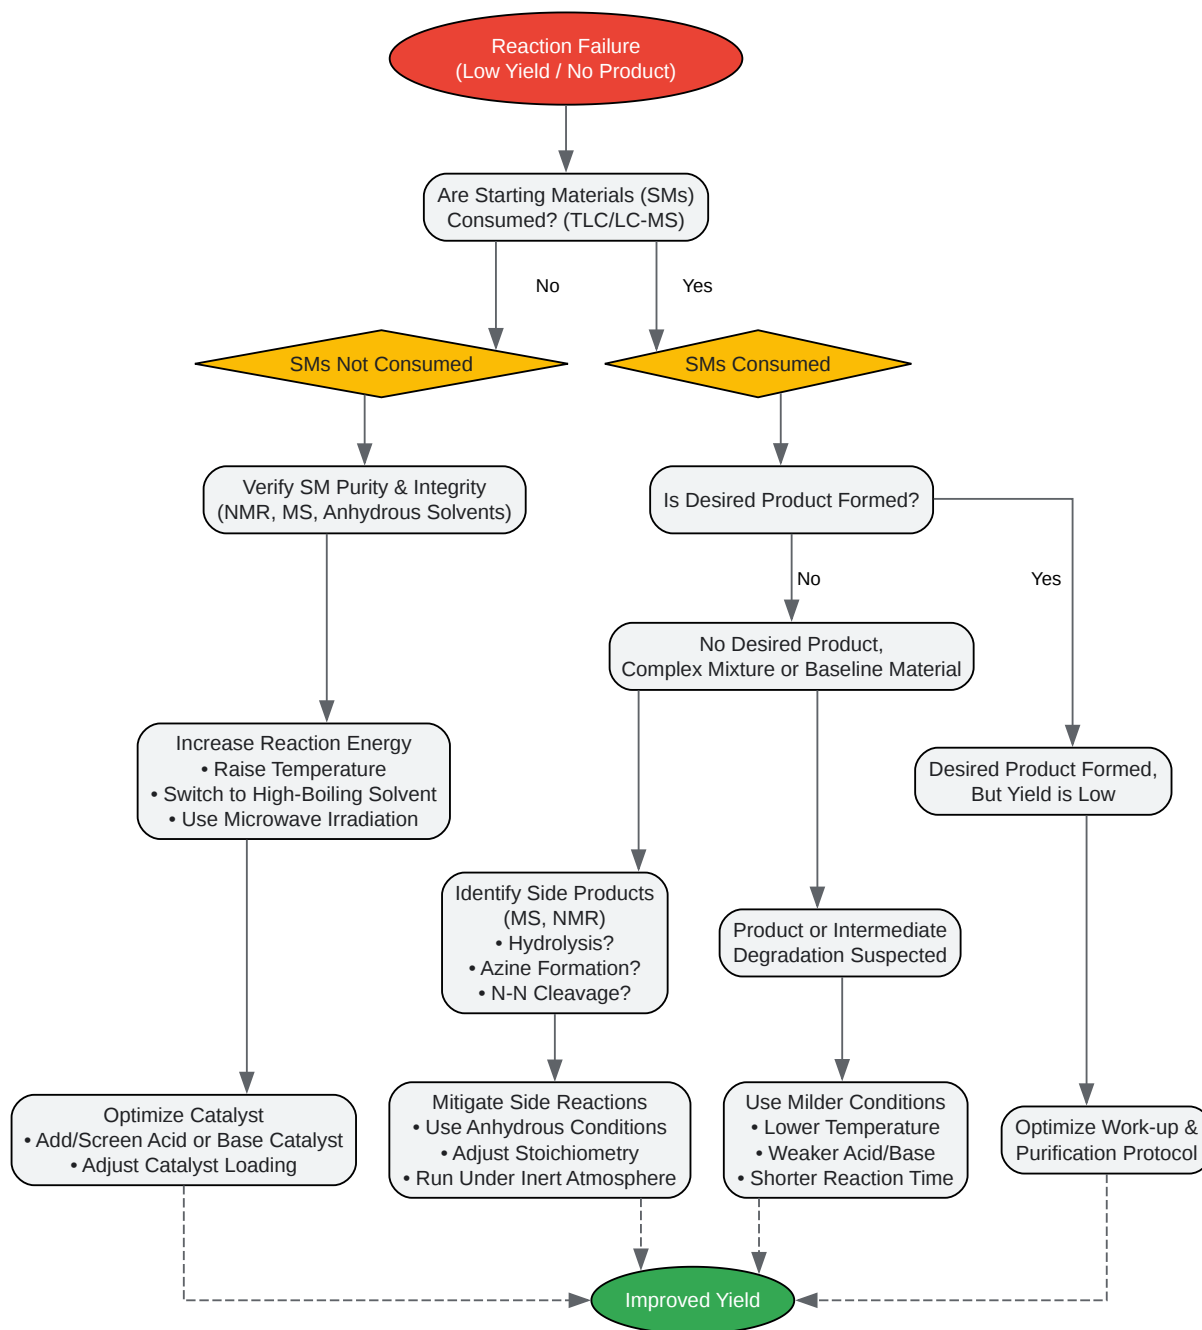 Reaction Failure
(Low Yield / No Product)
Are Starting Materials (SMs)
Consumed? (TLC/LC-MS)
No
Yes
SMs Not Consumed
SMs Consumed
Verify SM Purity & Integrity
(NMR, MS, Anhydrous Solvents)
Is Desired Product Formed?
No
Yes
No Desired Product,
Complex Mixture or Baseline Material
Increase Reaction Energy
• Raise Temperature
• Switch to High-Boiling Solvent
• Use Microwave Irradiation
Desired Product Formed,
But Yield is Low
Identify Side Products
(MS, NMR)
• Hydrolysis?
• Azine Formation?
• N-N Cleavage?
Product or Intermediate
Degradation Suspected
Optimize Catalyst
• Add/Screen Acid or Base Catalyst
• Adjust Catalyst Loading
Mitigate Side Reactions
• Use Anhydrous Conditions
• Adjust Stoichiometry
• Run Under Inert Atmosphere
Use Milder Conditions
• Lower Temperature
• Weaker Acid/Base
• Shorter Reaction Time
Optimize Work-up &
Purification Protocol
Improved Yield